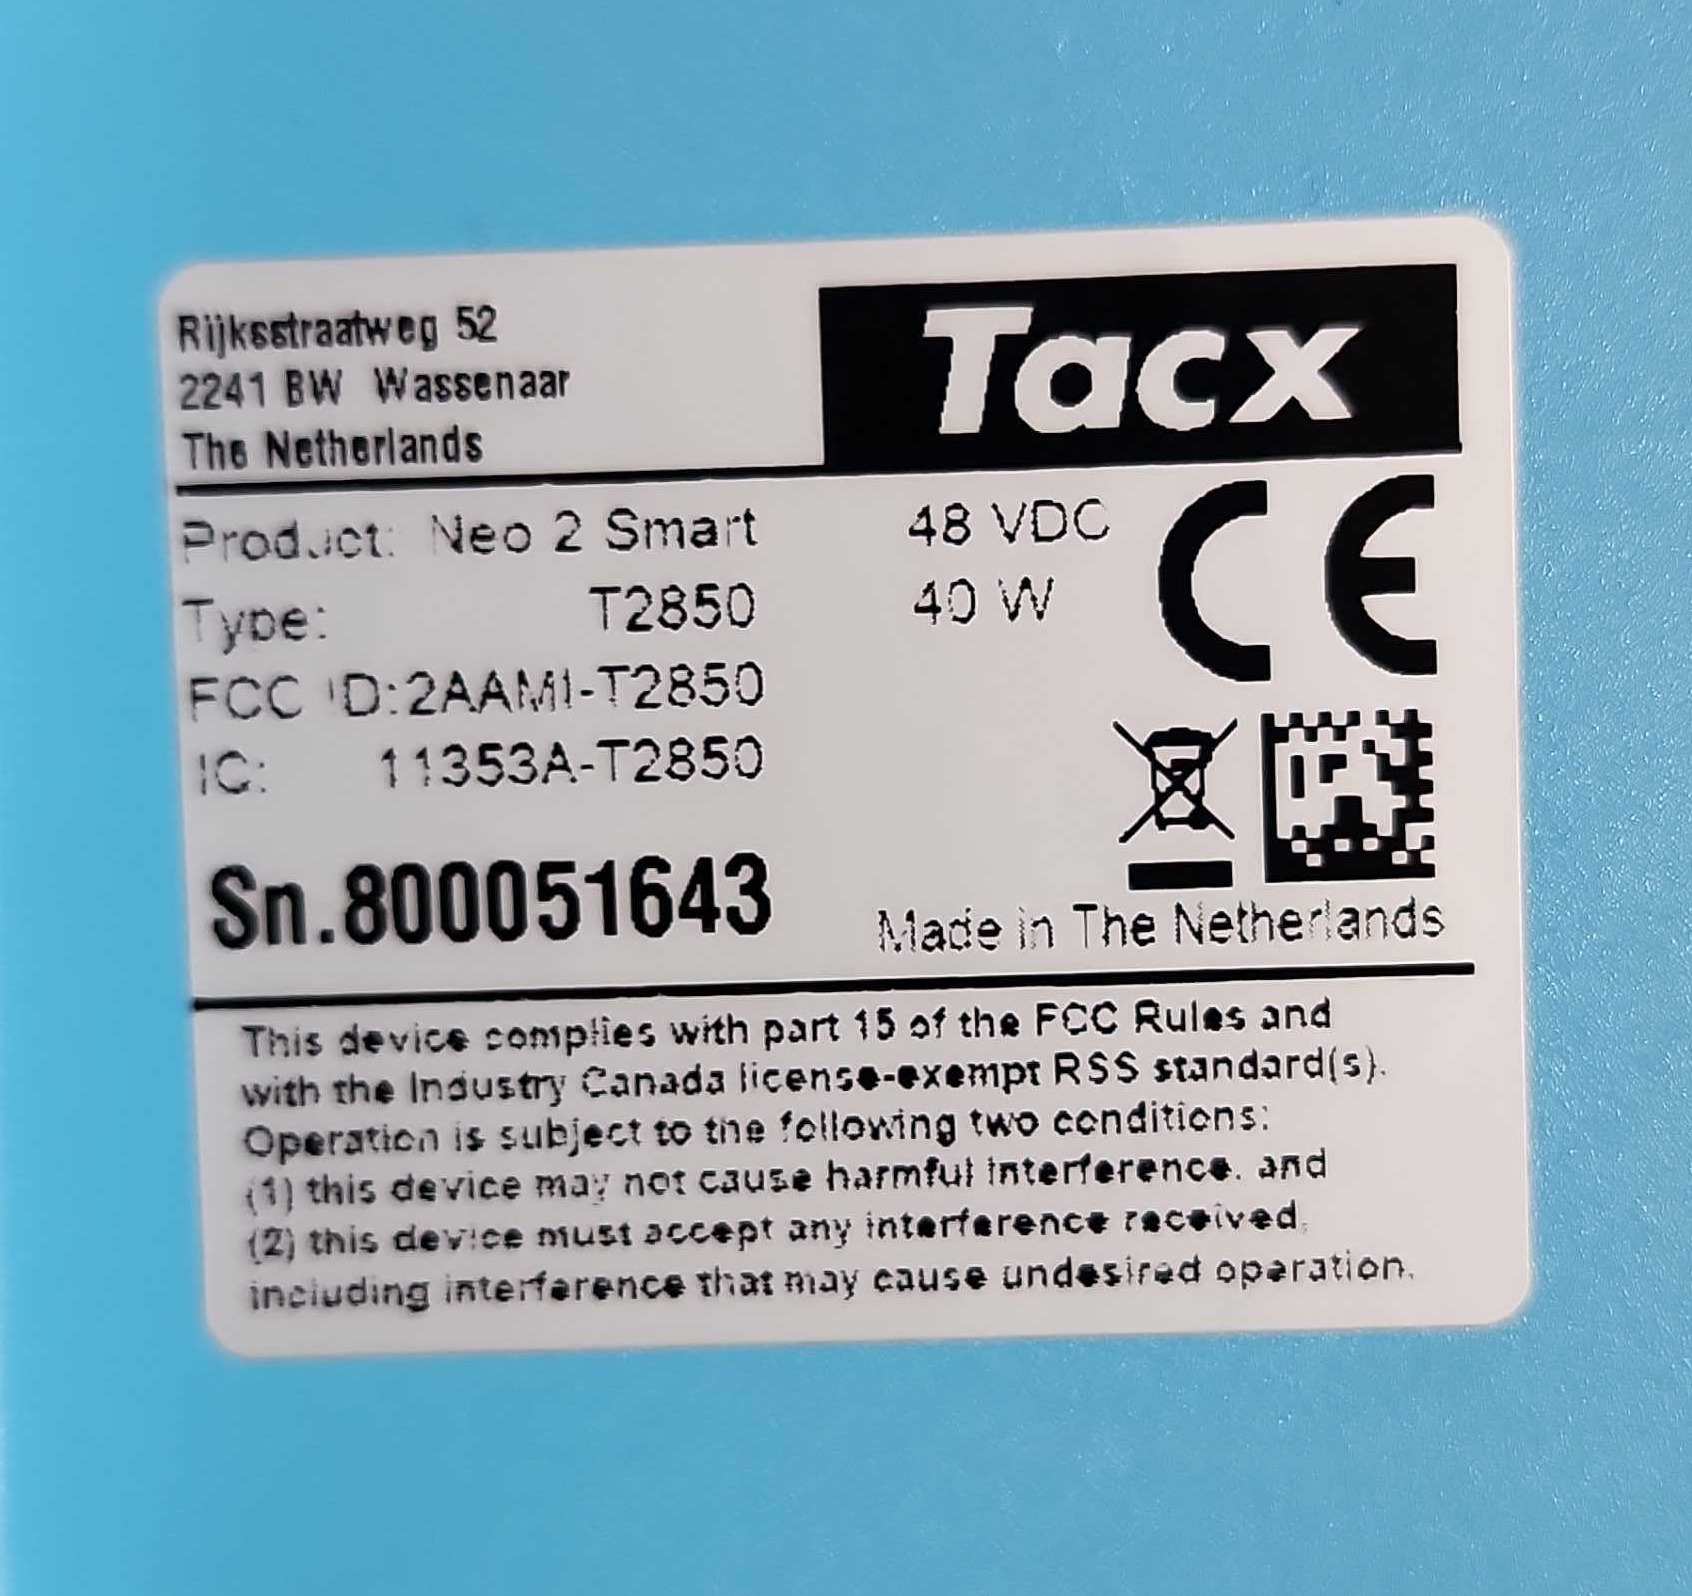 Rijksstraatweg 52
2241 BW Wassenaar
The Netherlands
Tacx
Product: Neo 2 Smart
48 VDC
Type: T2850
40 W
CE
FCC ID:2AAMI-T2850
IC: 11353A-T2850
Sn.800051643
Made in The Netherlands
This device complies with part 15 of the FCC Rules and
with the Industry Canada license-exempt RSS standard(s).
Operation is subject to the following two conditions:
(1) this device may not cause harmful interference, and
(2) this device must accept any interference received,
including interference that may cause undesired operation.